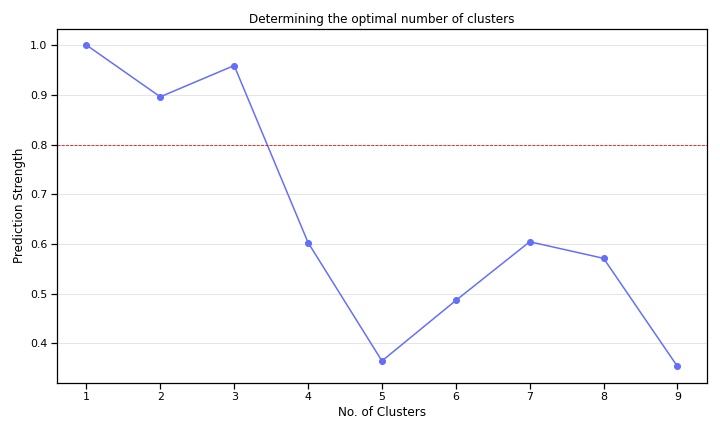 Determining the optimal number of clusters
Prediction Strength
1.0
0.9
0.8
0.7
0.6
0.5
0.4
1 2 3 4 5 6 7 8 9
No. of Clusters